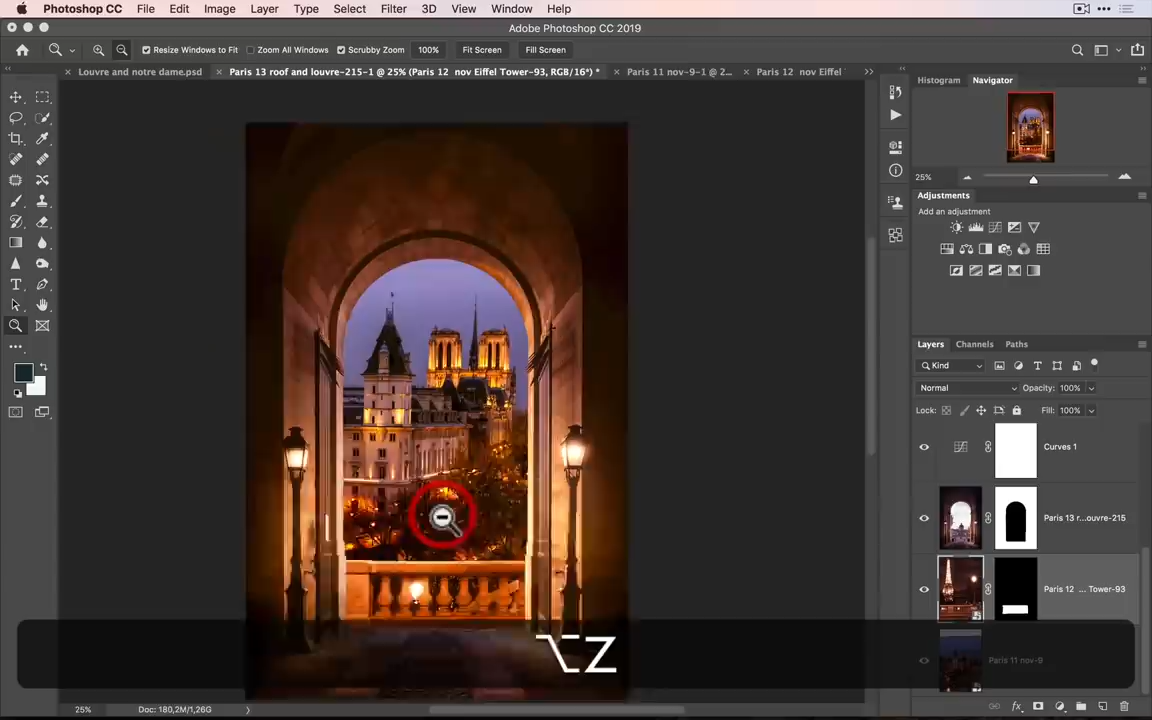 Photoshop CC File Edit Image Layer Type Select Filter 3D View Window Help
Adobe Photoshop CC 2019
Resize Windows to Fit Zoom All Windows Scrubby Zoom 100% Fit Screen Fill Screen
Louvre and notre dame.psd Paris 13 roof and louvre-215-1 @ 25% (Paris 12 nov Eiffel Tower-93, RGB/16*) * Paris 11 nov-9-1 @ 2... Paris 12 nov Eiffel
Histogram Navigator
25%
Adjustments
Add an adjustment
Layers Channels Paths
Kind
Normal Opacity: 100%
Lock: Fill: 100%
Curves 1
Paris 13 r...ouvre-215
Paris 12 ... Tower-93
⌥Z
Paris 11 nov-9
25% Doc: 180,2M/1,26G